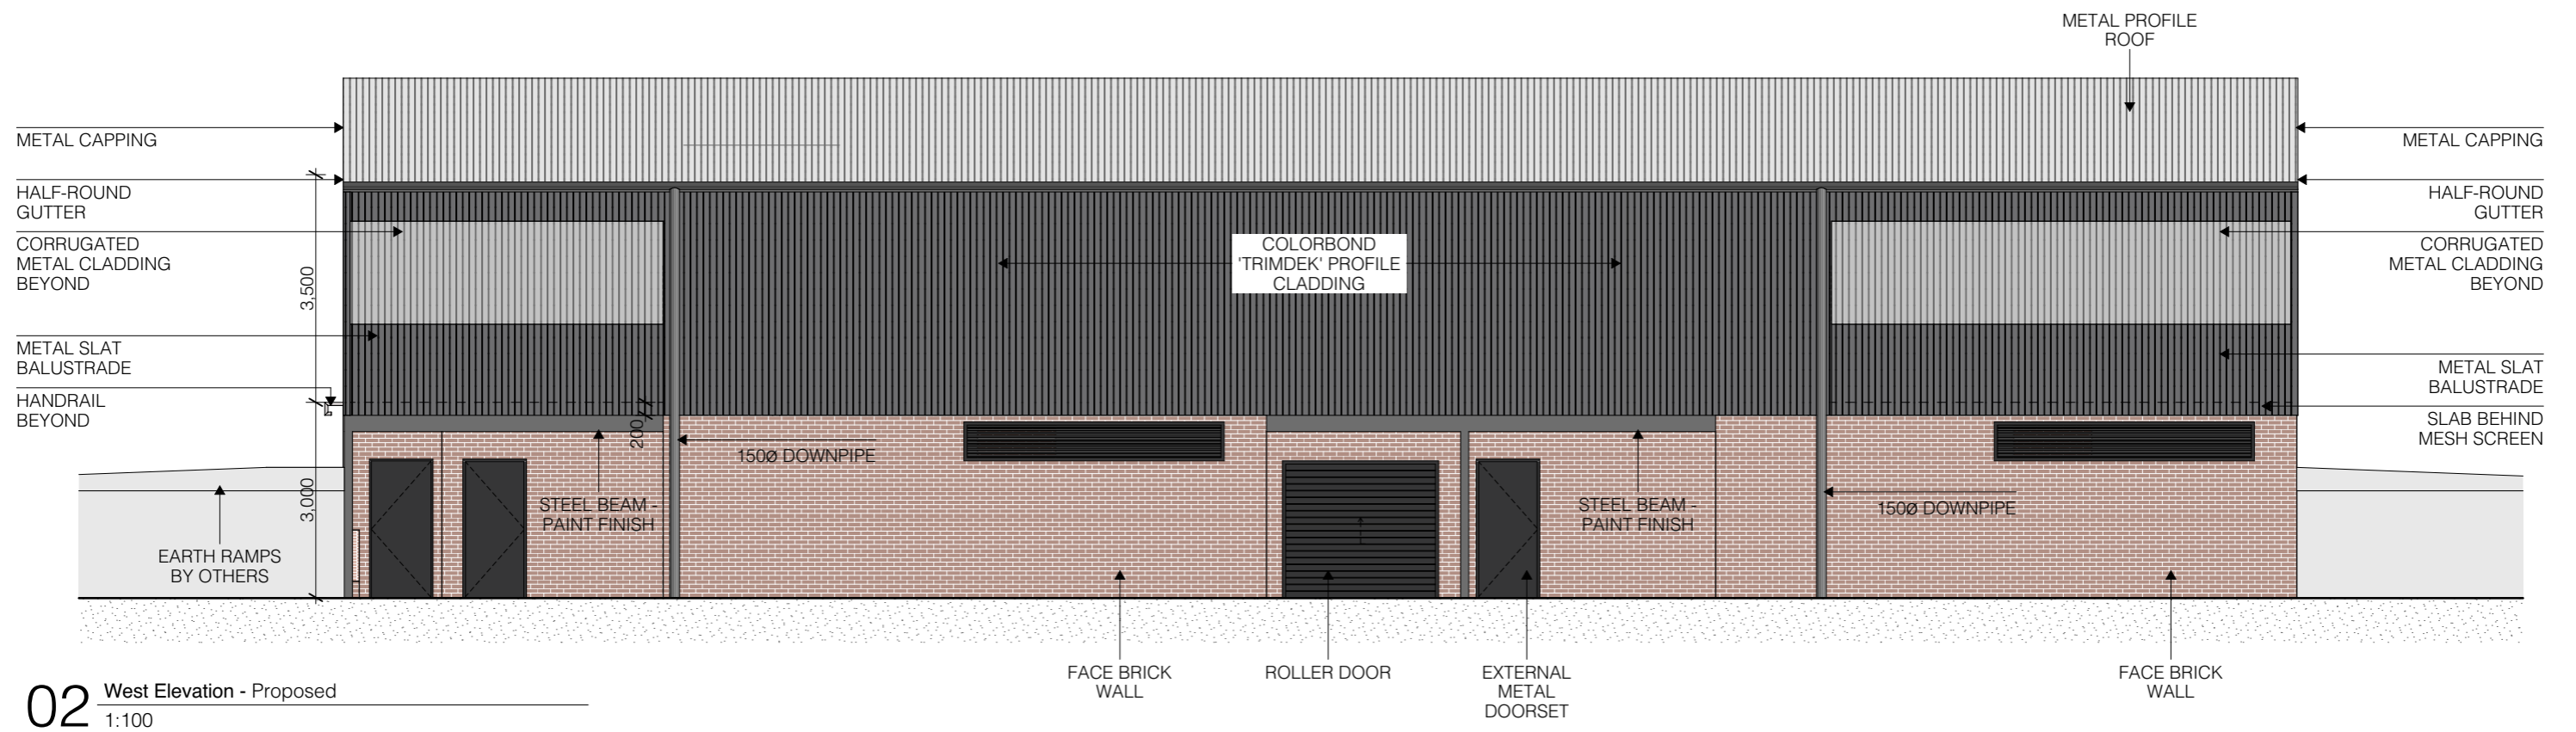 METAL PROFILE
ROOF
METAL CAPPING
HALF-ROUND
GUTTER
CORRUGATED
METAL CLADDING
BEYOND
METAL SLAT
BALUSTRADE
HANDRAIL
BEYOND
3,500
3,000
200
EARTH RAMPS
BY OTHERS
STEEL BEAM -
PAINT FINISH
150Ø DOWNPIPE
COLORBOND
'TRIMDEK' PROFILE
CLADDING
STEEL BEAM -
PAINT FINISH
150Ø DOWNPIPE
METAL CAPPING
HALF-ROUND
GUTTER
CORRUGATED
METAL CLADDING
BEYOND
METAL SLAT
BALUSTRADE
SLAB BEHIND
MESH SCREEN
FACE BRICK
WALL
ROLLER DOOR
EXTERNAL
METAL
DOORSET
FACE BRICK
WALL
02 West Elevation - Proposed
1:100